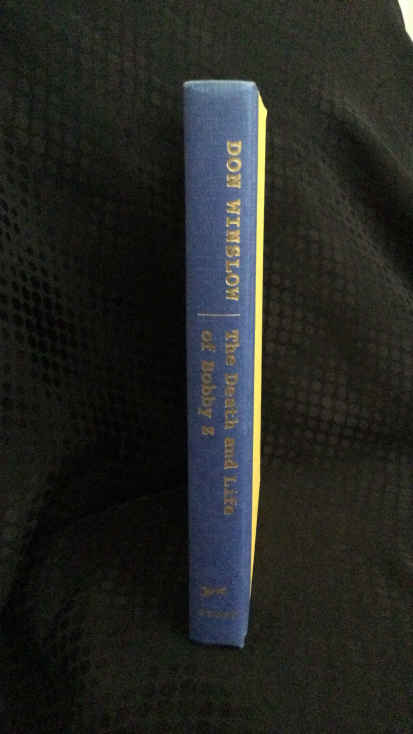 DON WINSLOW
The Death and Life
of Bobby Z